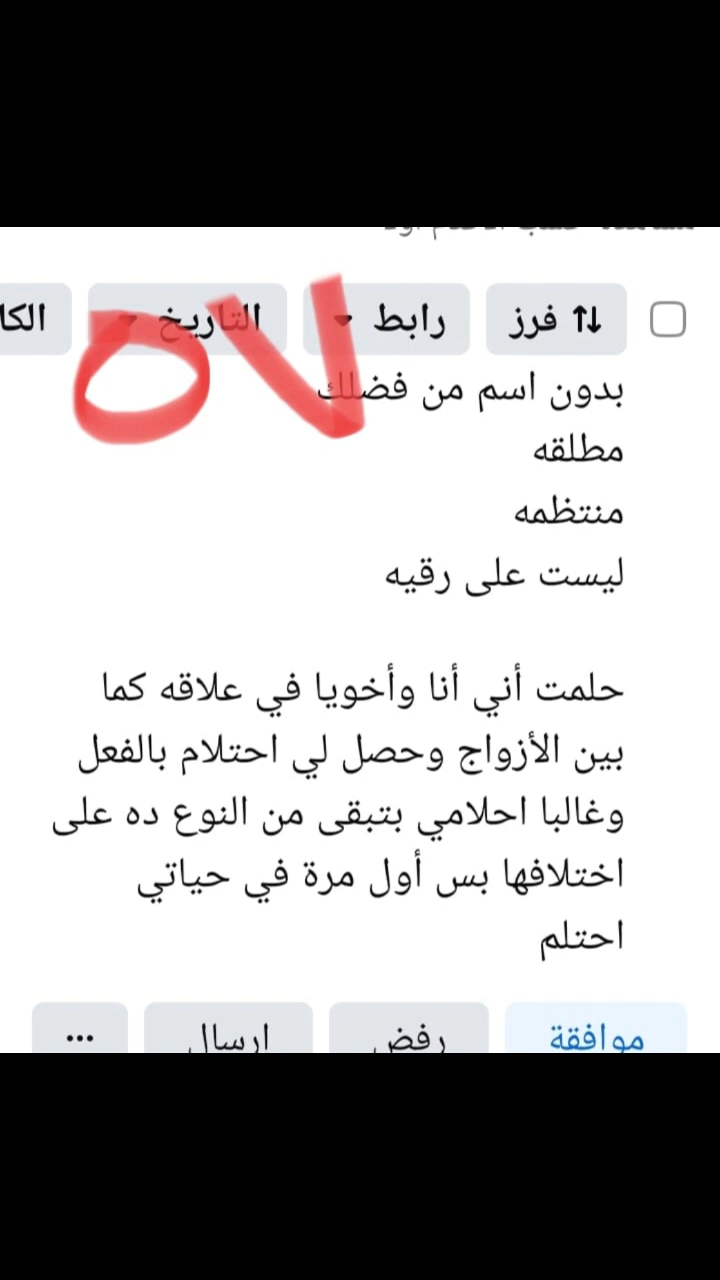 فرز
رابط
التاريخ
بدون اسم من فضلك
مطلقه
منتظمه
ليست على رقيه
حلمت أني أنا وأخويا في علاقه كما
بين الأزواج وحصل لي احتلام بالفعل
وغالبا احلامي بتبقى من النوع ده على
اختلافها بس أول مرة في حياتي
احتلم
موافقة
رفض
ارسال
...